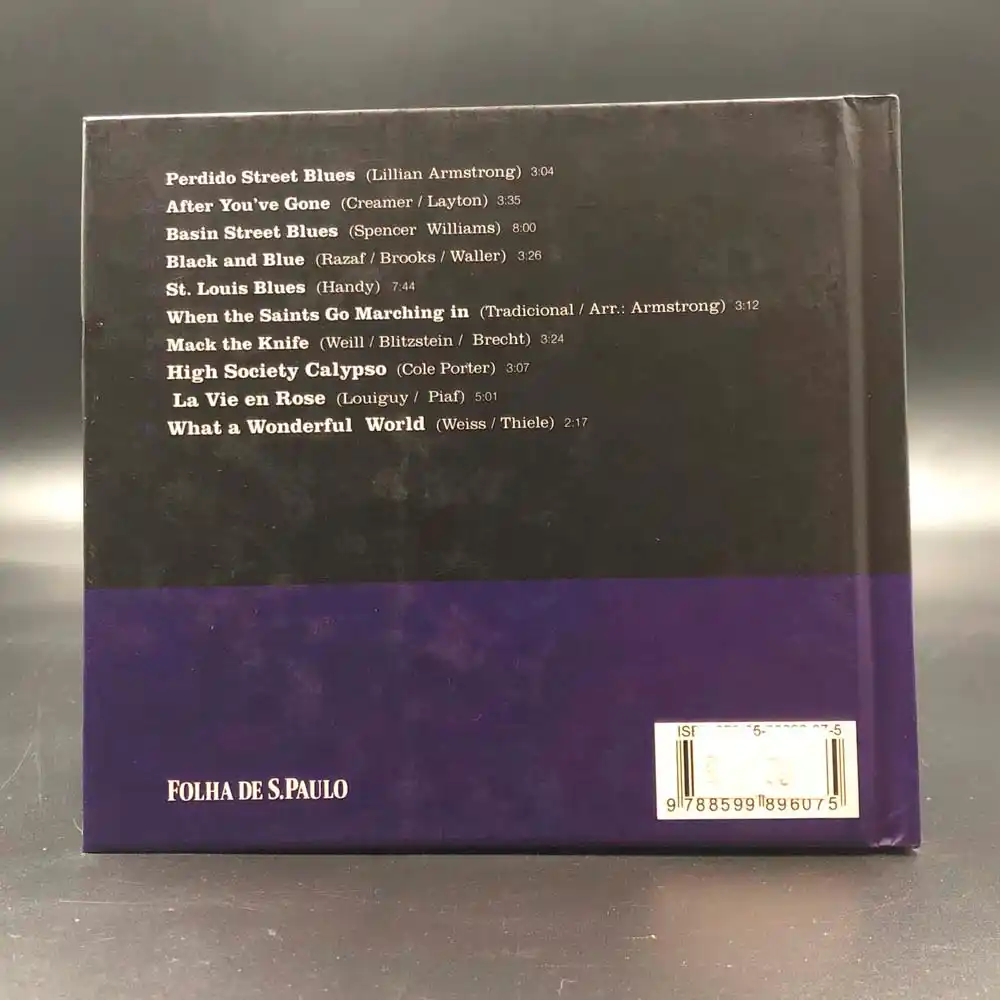 Perdido Street Blues (Lillian Armstrong) 3:04
After You've Gone (Creamer / Layton) 3:35
Basin Street Blues (Spencer Williams) 8:00
Black and Blue (Razaf / Brooks / Waller) 3:26
St. Louis Blues (Handy) 7:44
When the Saints Go Marching in (Tradicional / Arr.: Armstrong) 3:12
Mack the Knife (Weill / Blitzstein / Brecht) 3:24
High Society Calypso (Cole Porter) 3:07
La Vie en Rose (Louiguy / Piaf) 5:01
What a Wonderful World (Weiss / Thiele) 2:17
FOLHA DE S.PAULO
9 788599 896075